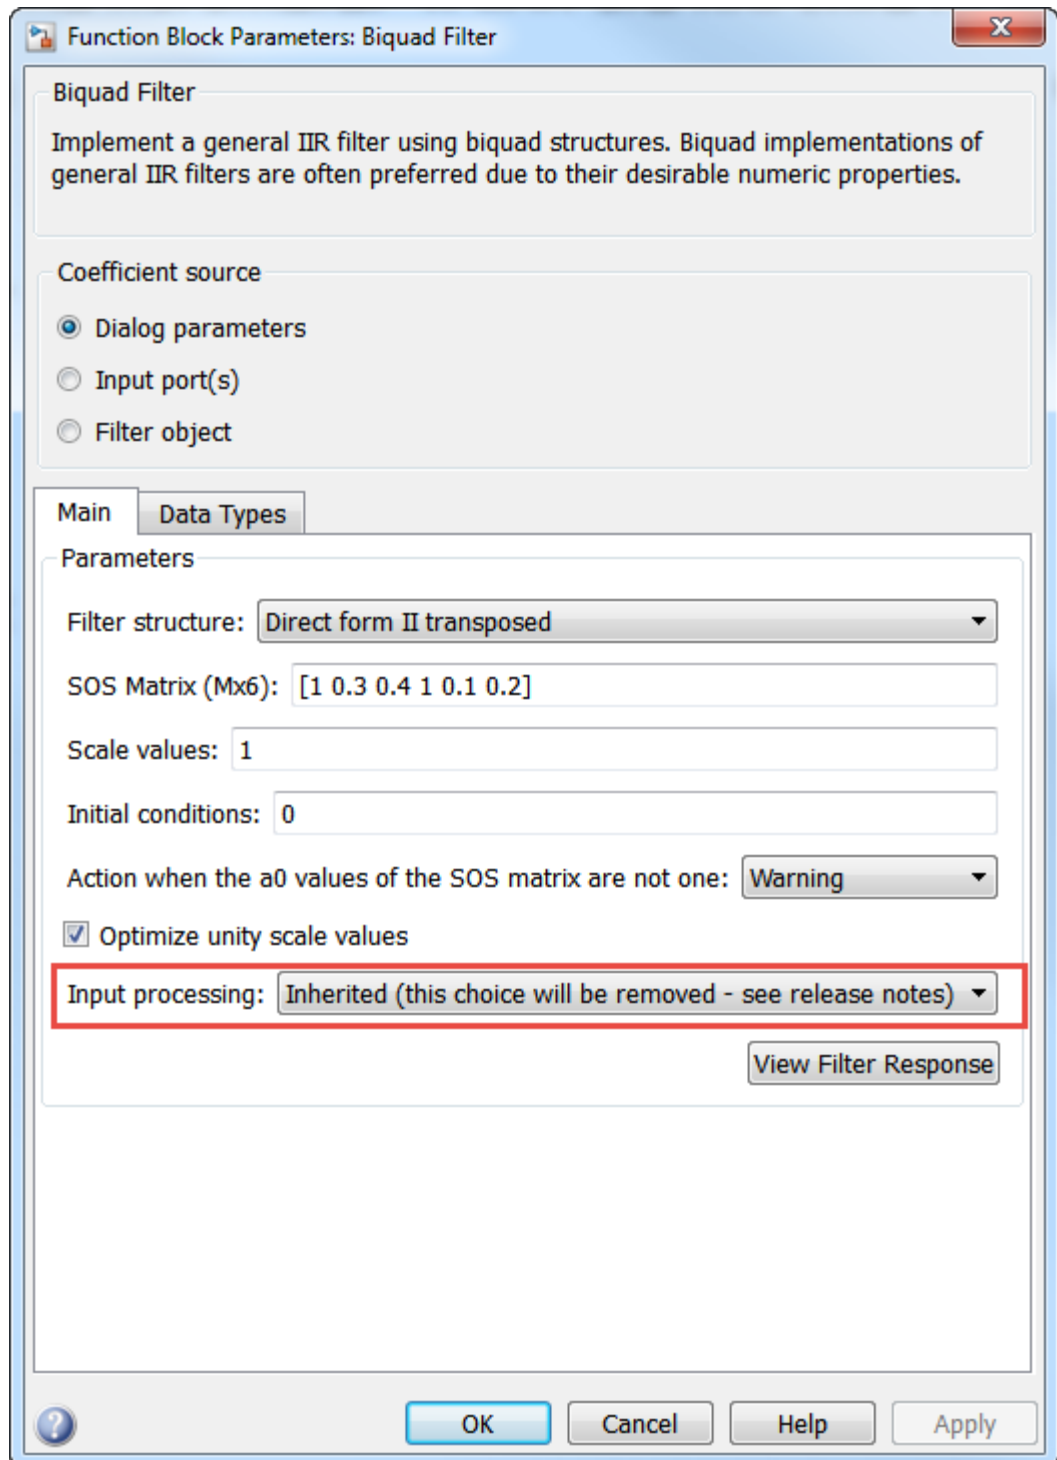 Function Block Parameters: Biquad Filter
X
Biquad Filter
Implement a general IIR filter using biquad structures. Biquad implementations of
general IIR filters are often preferred due to their desirable numeric properties.
Coefficient source
Dialog parameters
Input port(s)
Filter object
Main Data Types
Parameters
Filter structure: Direct form II transposed
SOS Matrix (Mx6): [1 0.3 0.4 1 0.1 0.2]
Scale values: 1
Initial conditions: 0
Action when the a0 values of the SOS matrix are not one: Warning
Optimize unity scale values
Input processing: Inherited (this choice will be removed - see release notes)
View Filter Response
? OK Cancel Help Apply